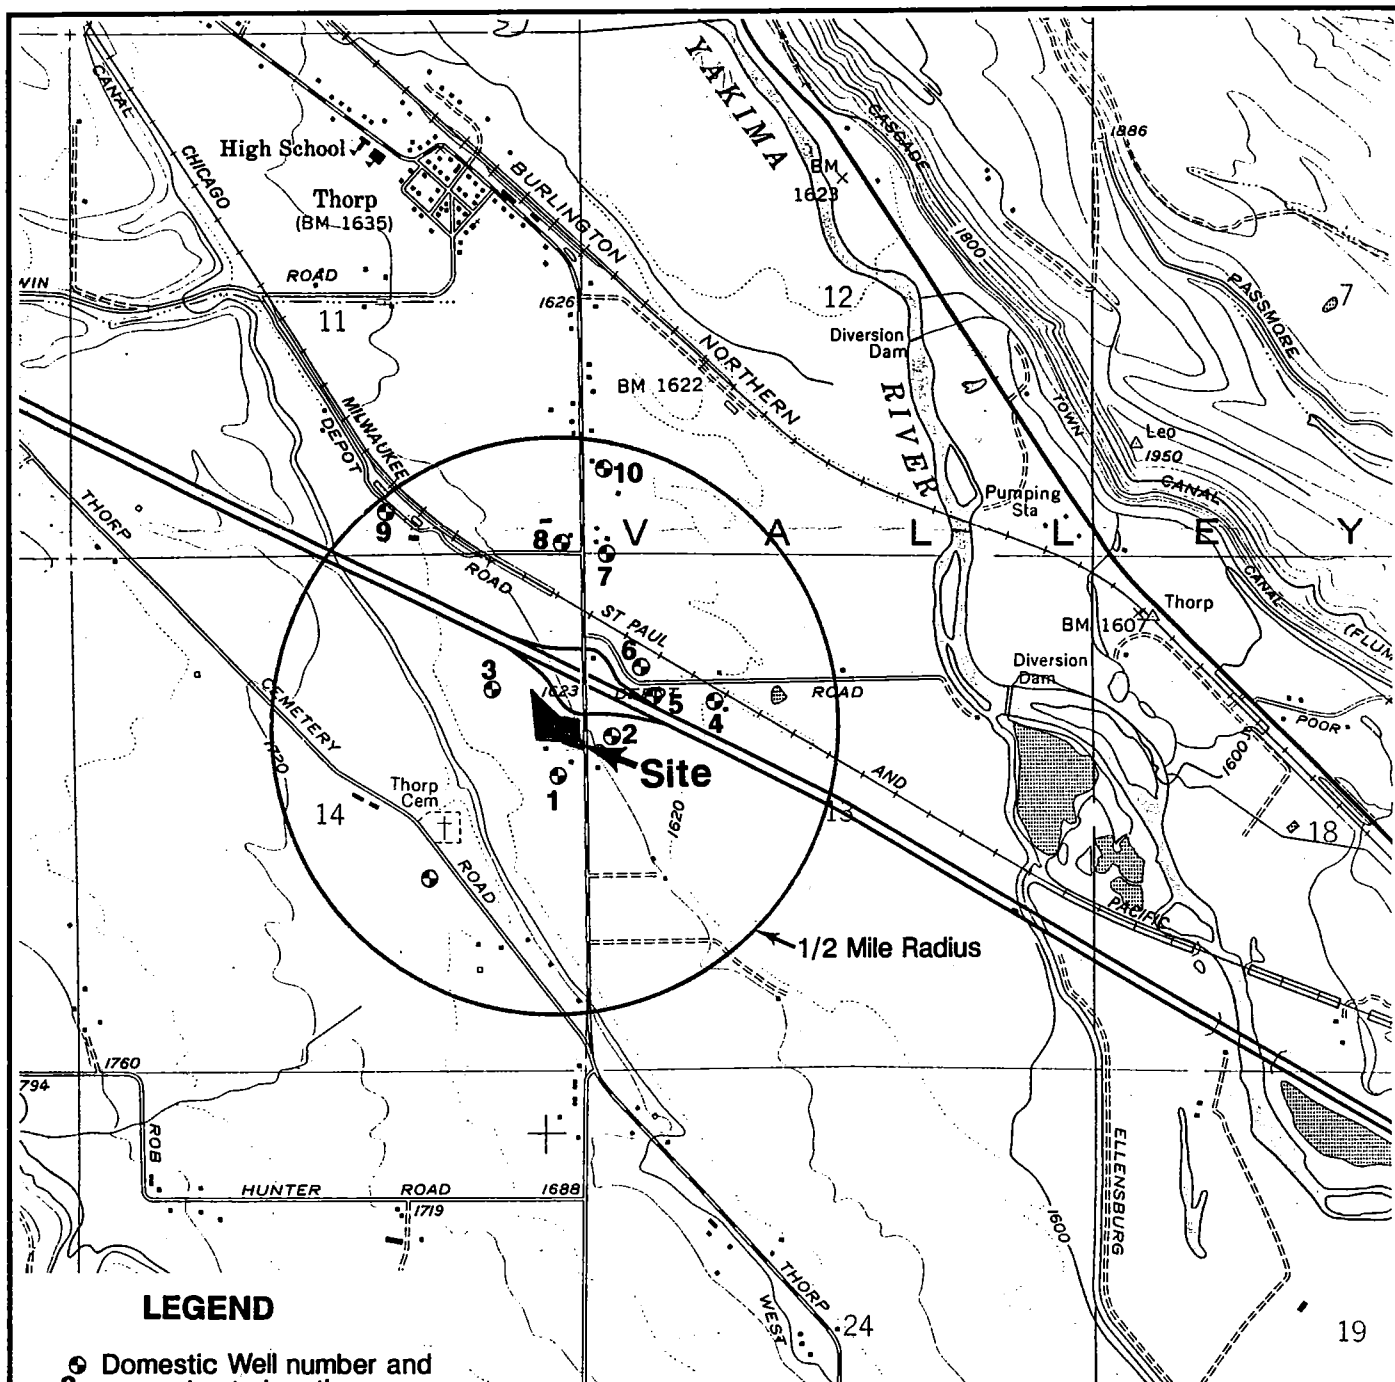 YAKIMA
CANAL
CASCADE
1886
High School
CHICAGO
BURLINGTON
BM
1623
Thorp
(BM 1635)
1800
WIN
ROAD
PASSMORE
7
1626
12
11
Diversion
Dam
NORTHERN
BM 1622
RIVER
TOWN
MILWAUKEE
DEPOT
Leo
1950
10
CANAL
THORP
Pumping
Sta
9
8
V A L L E Y
7
ROAD
CANAL
ST PAUL
Thorp
BM 1607
(FLUM
6
3
Diversion
Dam
1623
DEPOT
ROAD
5
4
CEMETERY
POOR
2
1720
Site
1600
AND
1
Thorp
Cem
14
1620
13
18
ROAD
PACIFIC
1/2 Mile Radius
1760
794
ROB
ELLENSBURG
HUNTER ROAD 1688
1719
1600
THORP
WEST
24
19
LEGEND
Domestic Well number and